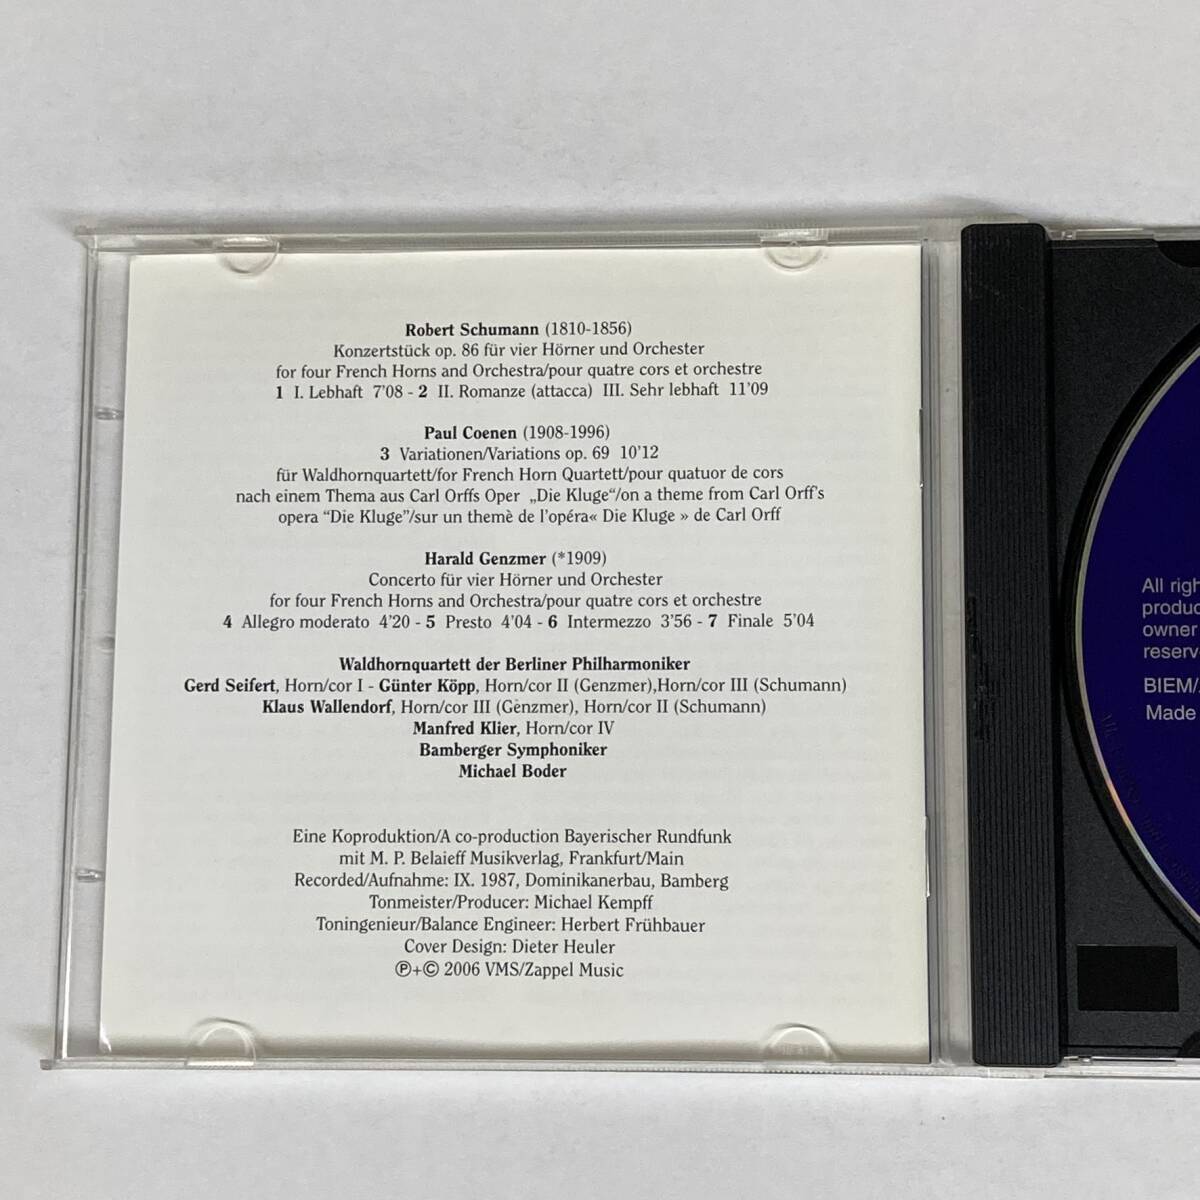 Robert Schumann (1810-1856)
Konzertstück op. 86 für vier Hörner und Orchester
for four French Horns and Orchestra/pour quatre cors et orchestre
1 I. Lebhaft 7'08 - 2 II. Romanze (attacca) III. Sehr lebhaft 11'09
Paul Coenen (1908-1996)
3 Variationen/Variations op. 69 10'12
für Waldhornquartett/for French Horn Quartett/pour quatuor de cors
nach einem Thema aus Carl Orffs Oper „Die Kluge“/on a theme from Carl Orff's
opera “Die Kluge”/sur un themè de l'opéra« Die Kluge » de Carl Orff
Harald Genzmer (*1909)
Concerto für vier Hörner und Orchester
for four French Horns and Orchestra/pour quatre cors et orchestre
4 Allegro moderato 4'20 - 5 Presto 4'04 - 6 Intermezzo 3'56 - 7 Finale 5'04
Waldhornquartett der Berliner Philharmoniker
Gerd Seifert, Horn/cor I - Günter Köpp, Horn/cor II (Genzmer),Horn/cor III (Schumann)
Klaus Wallendorf, Horn/cor III (Genzmer), Horn/cor II (Schumann)
Manfred Klier, Horn/cor IV
Bamberger Symphoniker
Michael Boder
Eine Koproduktion/A co-production Bayerischer Rundfunk
mit M. P. Belaieff Musikverlag, Frankfurt/Main
Recorded/Aufnahme: IX. 1987, Dominikanerbau, Bamberg
Tonmeister/Producer: Michael Kempff
Toningenieur/Balance Engineer: Herbert Frühbauer
Cover Design: Dieter Heuler
℗+© 2006 VMS/Zappel Music
All righ
produc
owner
reserv
BIEM/
Made